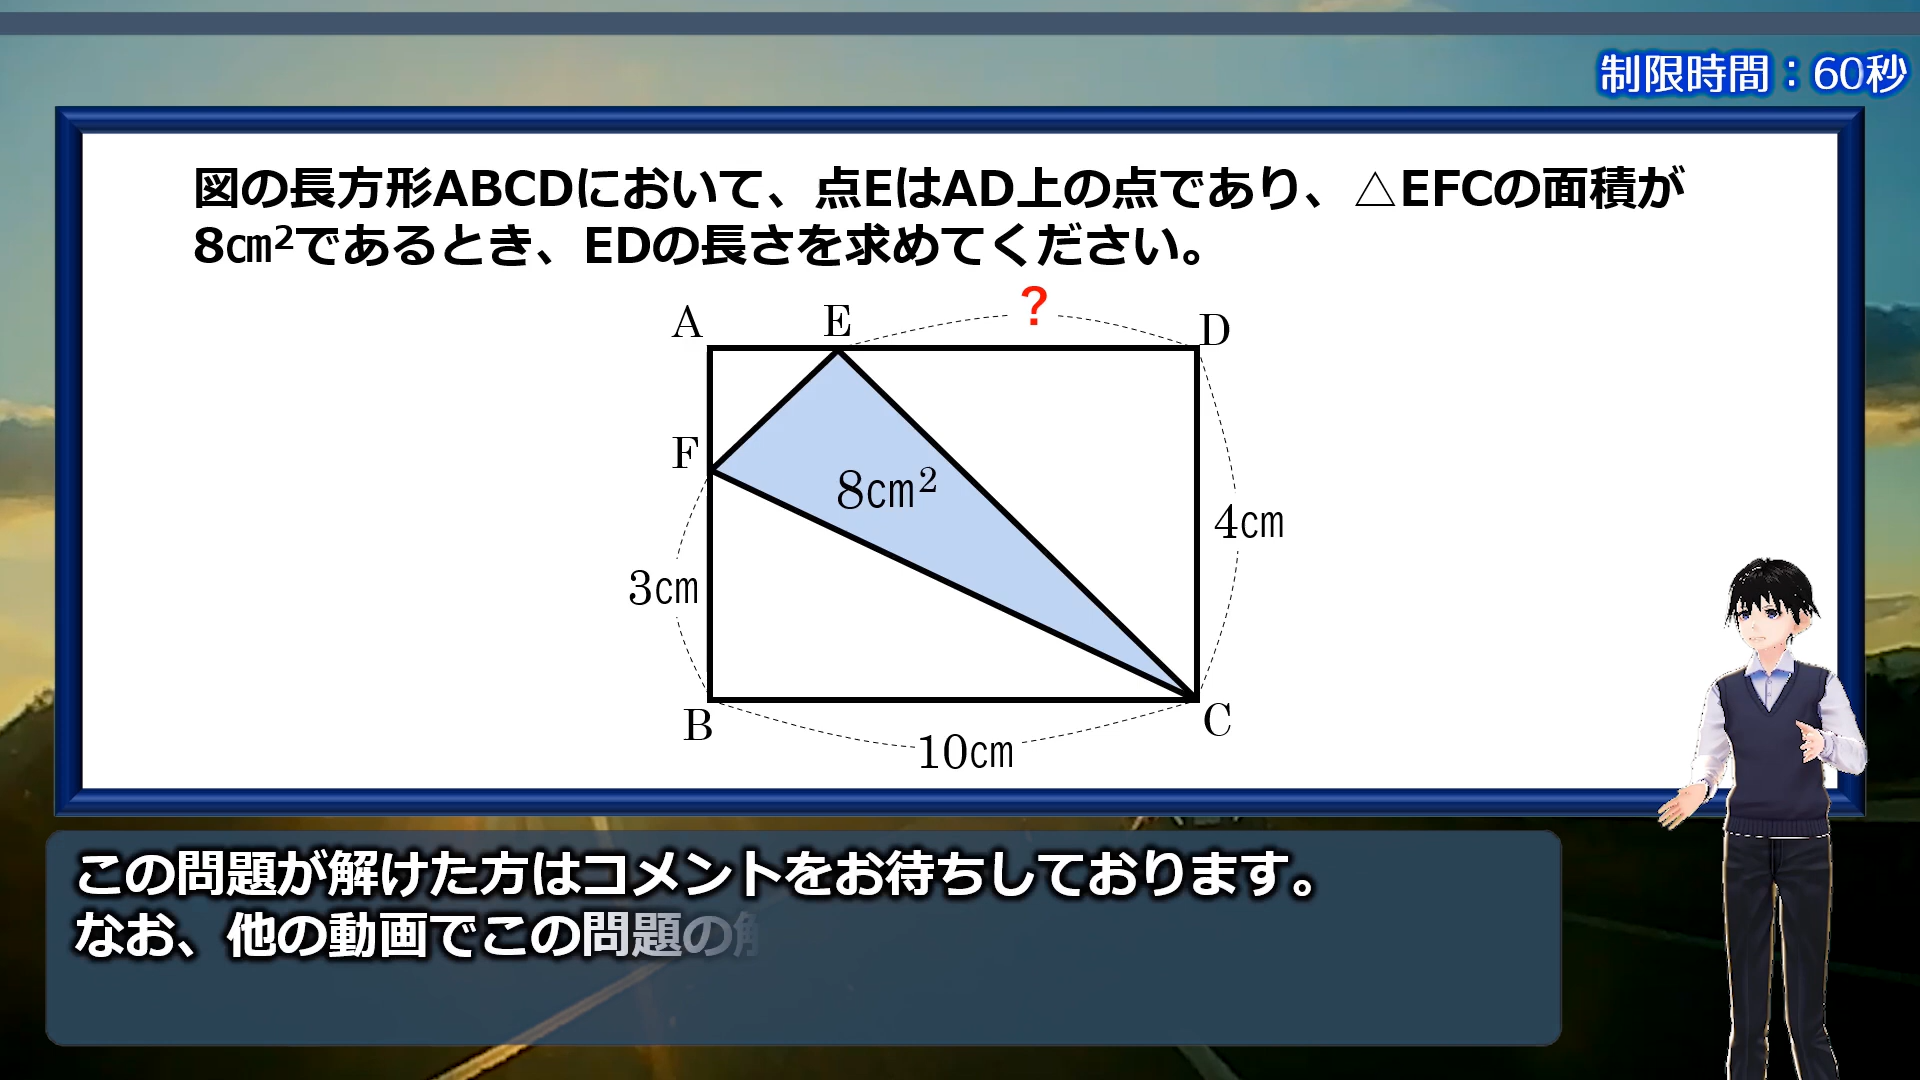 制限時間：60秒
図の長方形ABCDにおいて、点EはAD上の点であり、△EFCの面積が
8㎝²であるとき、EDの長さを求めてください。
?
A
E
D
F
8㎝²
4㎝
3㎝
B
C
10㎝
この問題が解けた方はコメントをお待ちしております。
なお、他の動画でこの問題の解